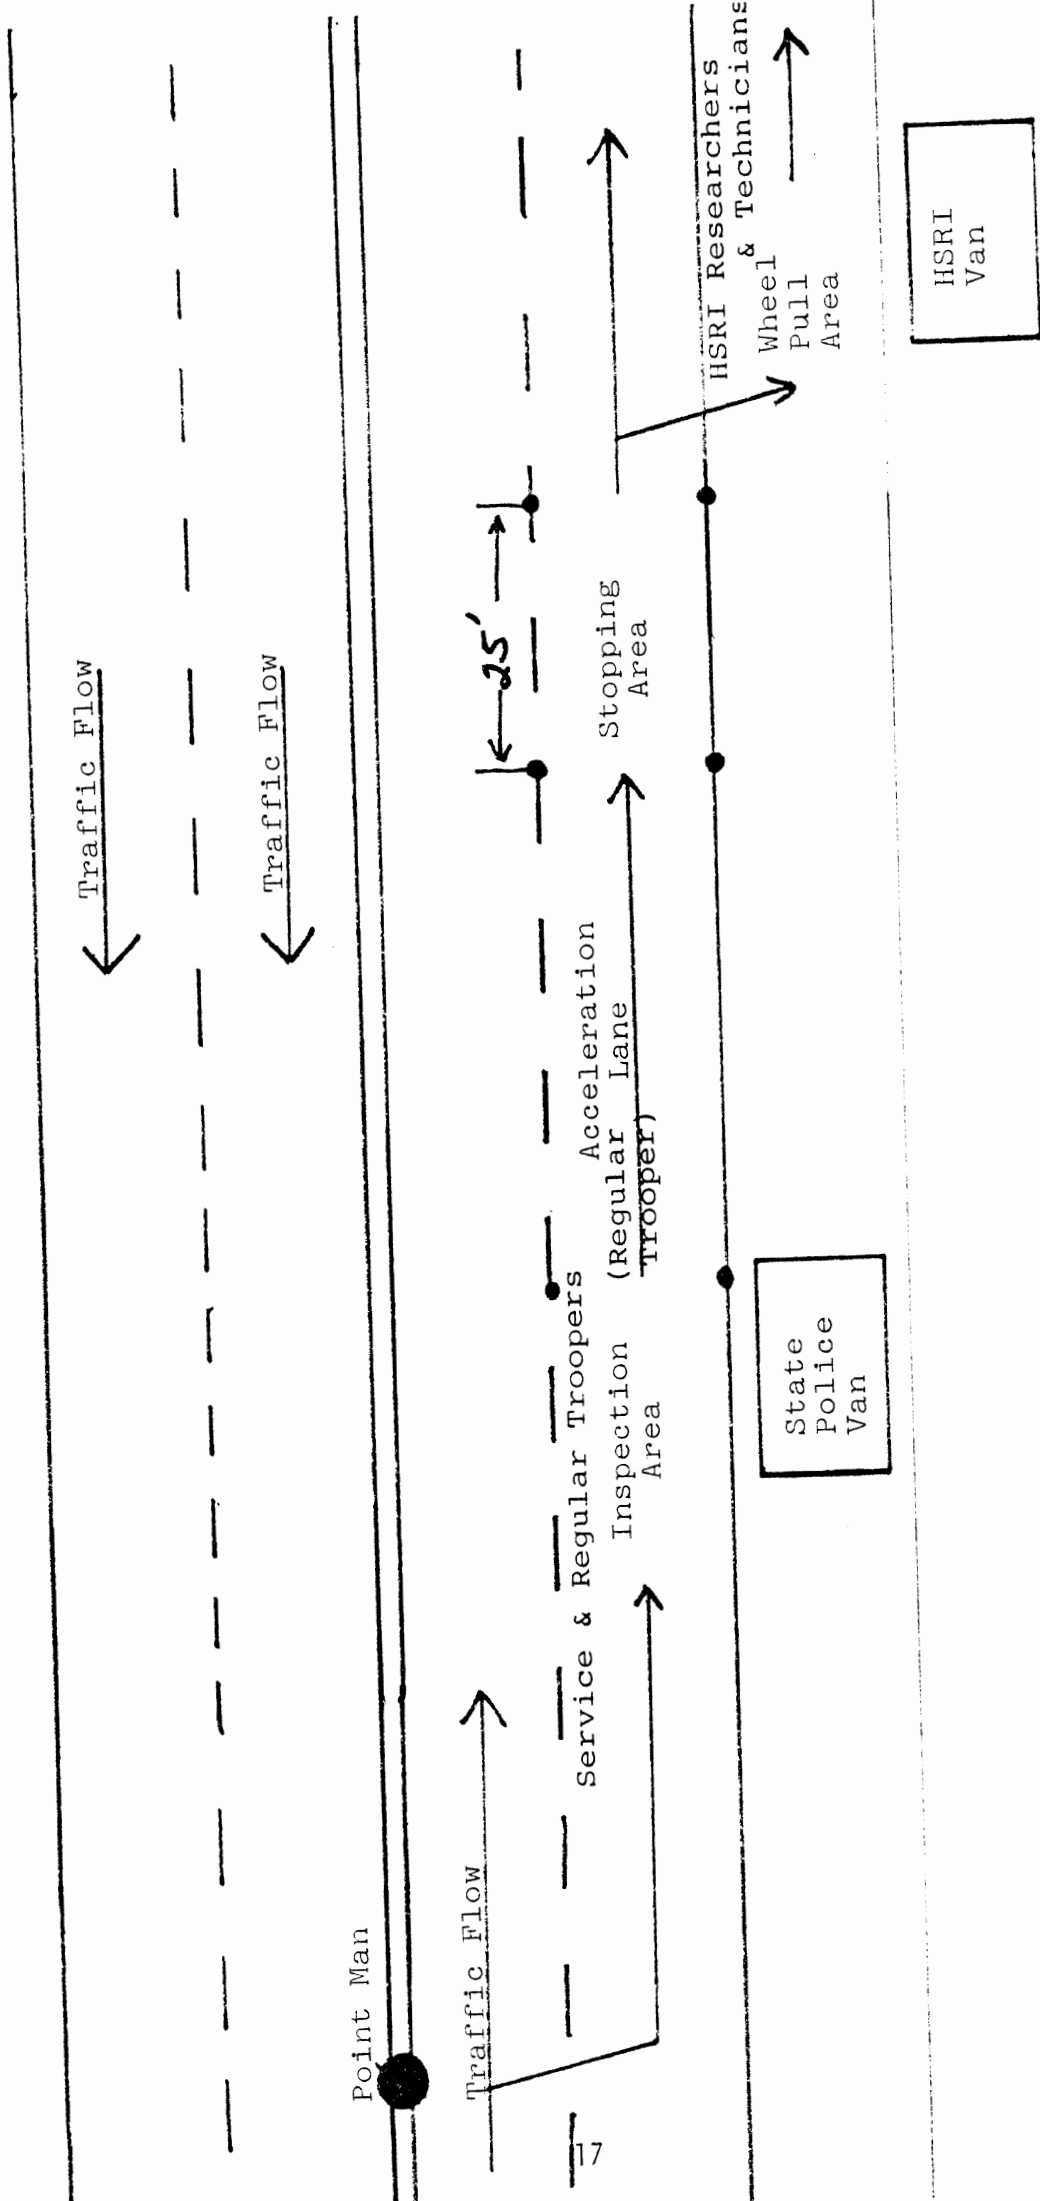 Traffic Flow
Traffic Flow
Point Man
Traffic Flow
25'
Service & Regular Troopers
Inspection
Area
Acceleration
Lane
(Regular
Trooper)
Stopping
Area
HSRI Researchers
& Technicians
Wheel
Pull
Area
State
Police
Van
HSRI
Van
17